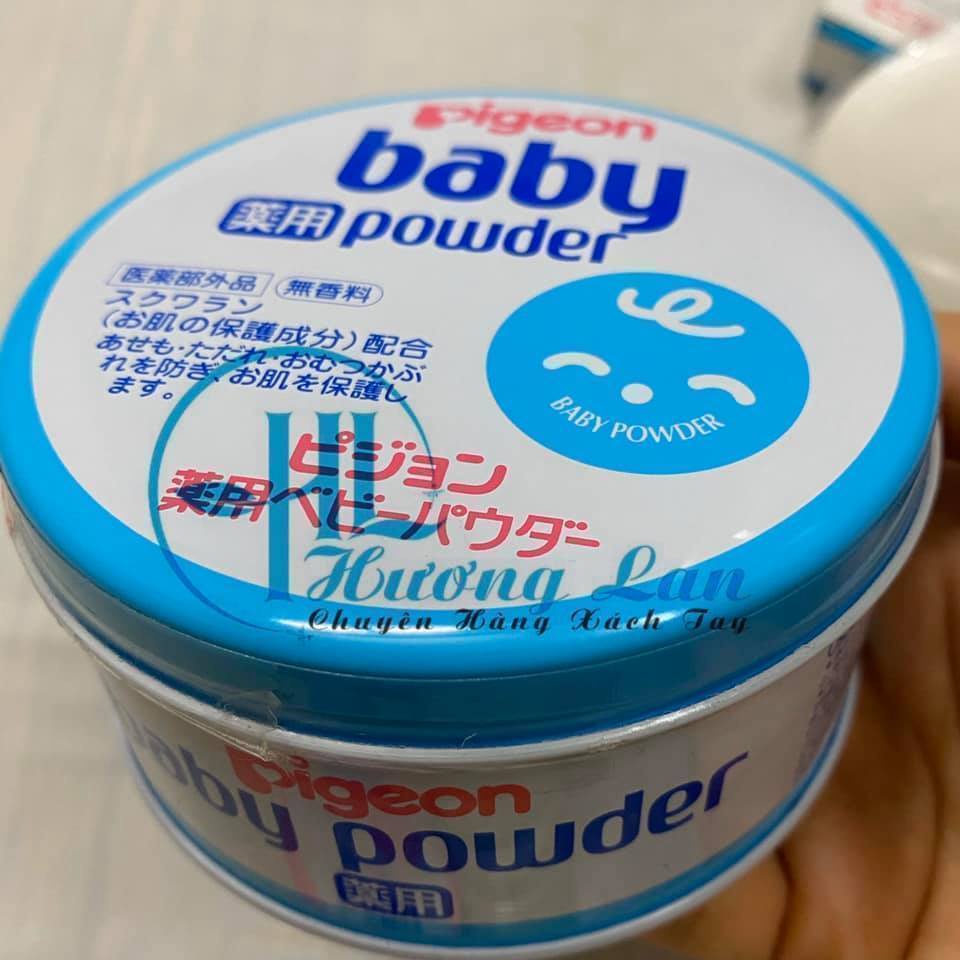 Pigeon
baby
薬用 powder
医薬部外品 無香料
スクワラン
(お肌の保護成分)配合
あせも・ただれ・おむつかぶ
れを防ぎ、お肌を保護し
ます。
BABY POWDER
ピジョン
薬用ベビーパウダー
HL
Hương Lan
Chuyên Hàng Xách Tay
Pigeon
baby powder
薬用